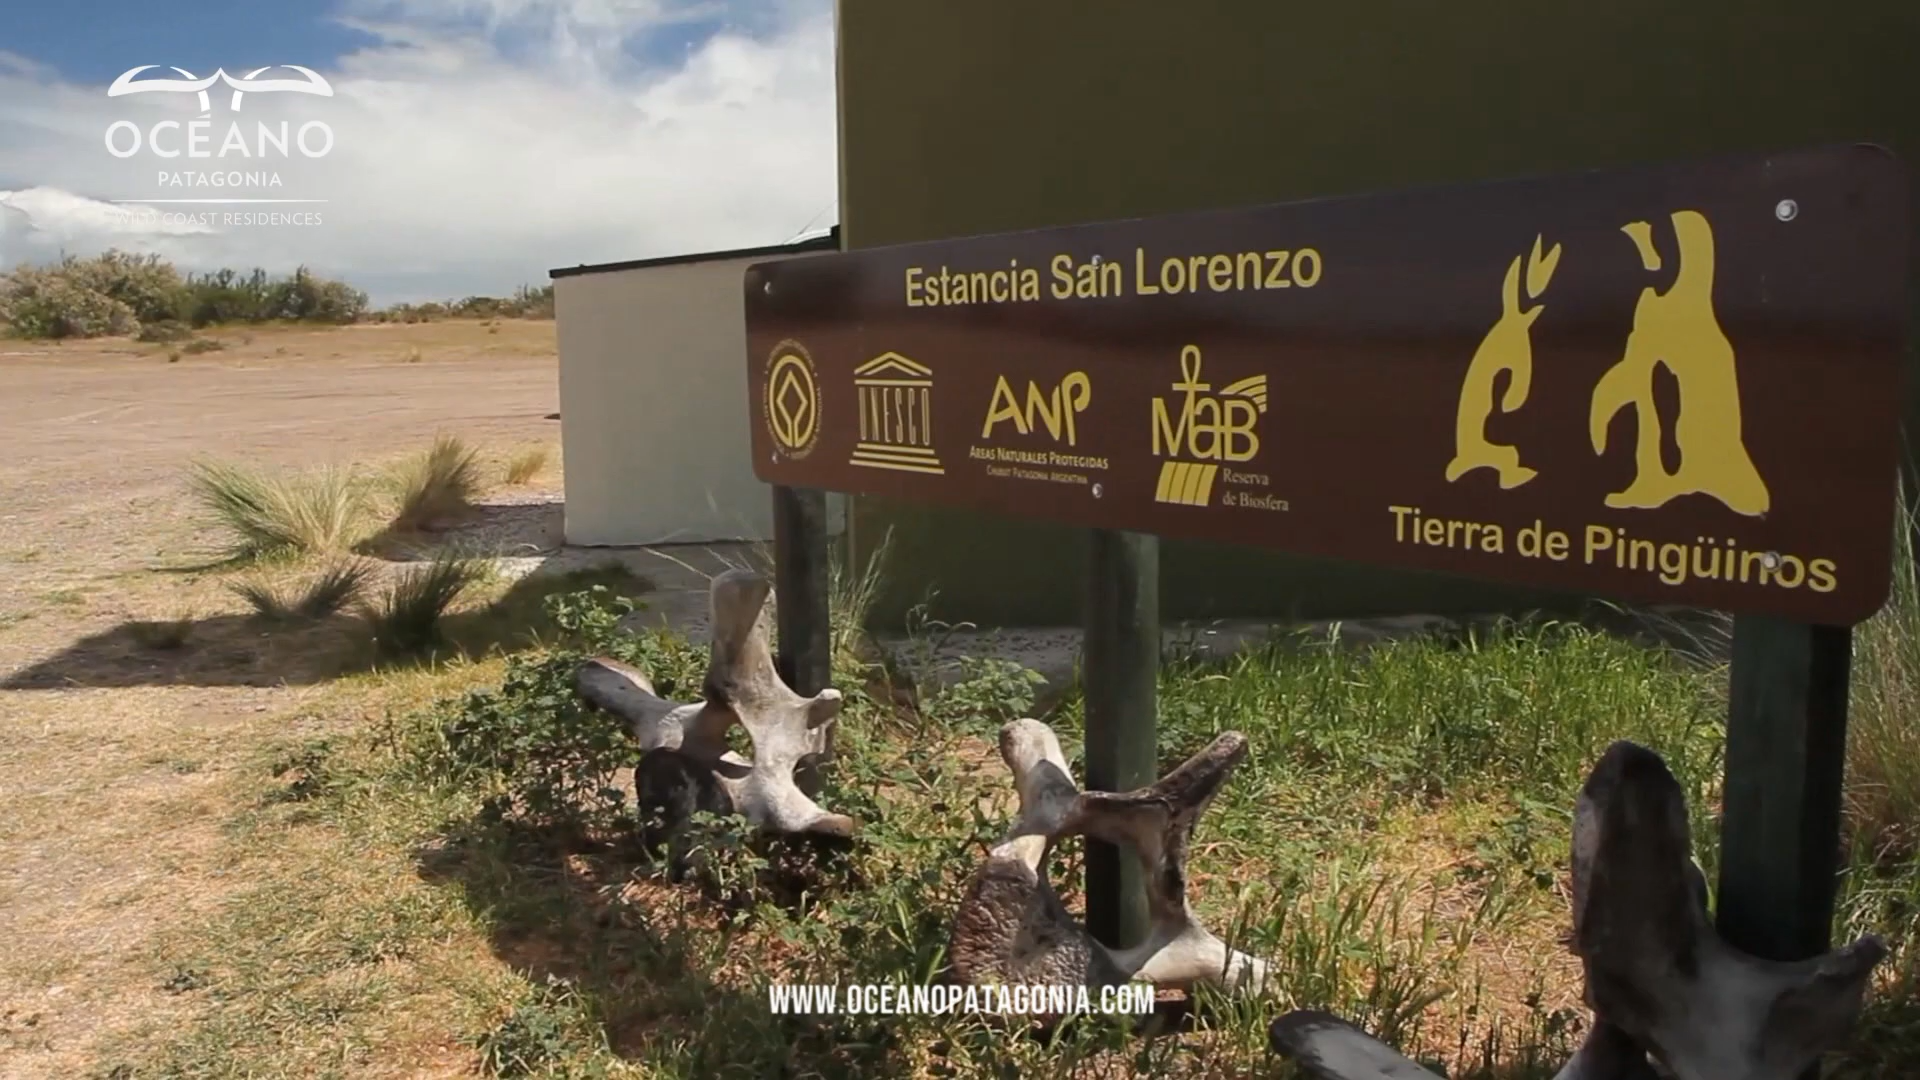 OCÉANO
PATAGONIA
WILD COAST RESIDENCES
Estancia San Lorenzo
UNESCO
ANP
AREAS NATURALES PROTEGIDAS
CHUBUT PATAGONIA ARGENTINA
MaB
Reserva
de Biosfera
Tierra de Pingüinos
WWW.OCEANOPATAGONIA.COM